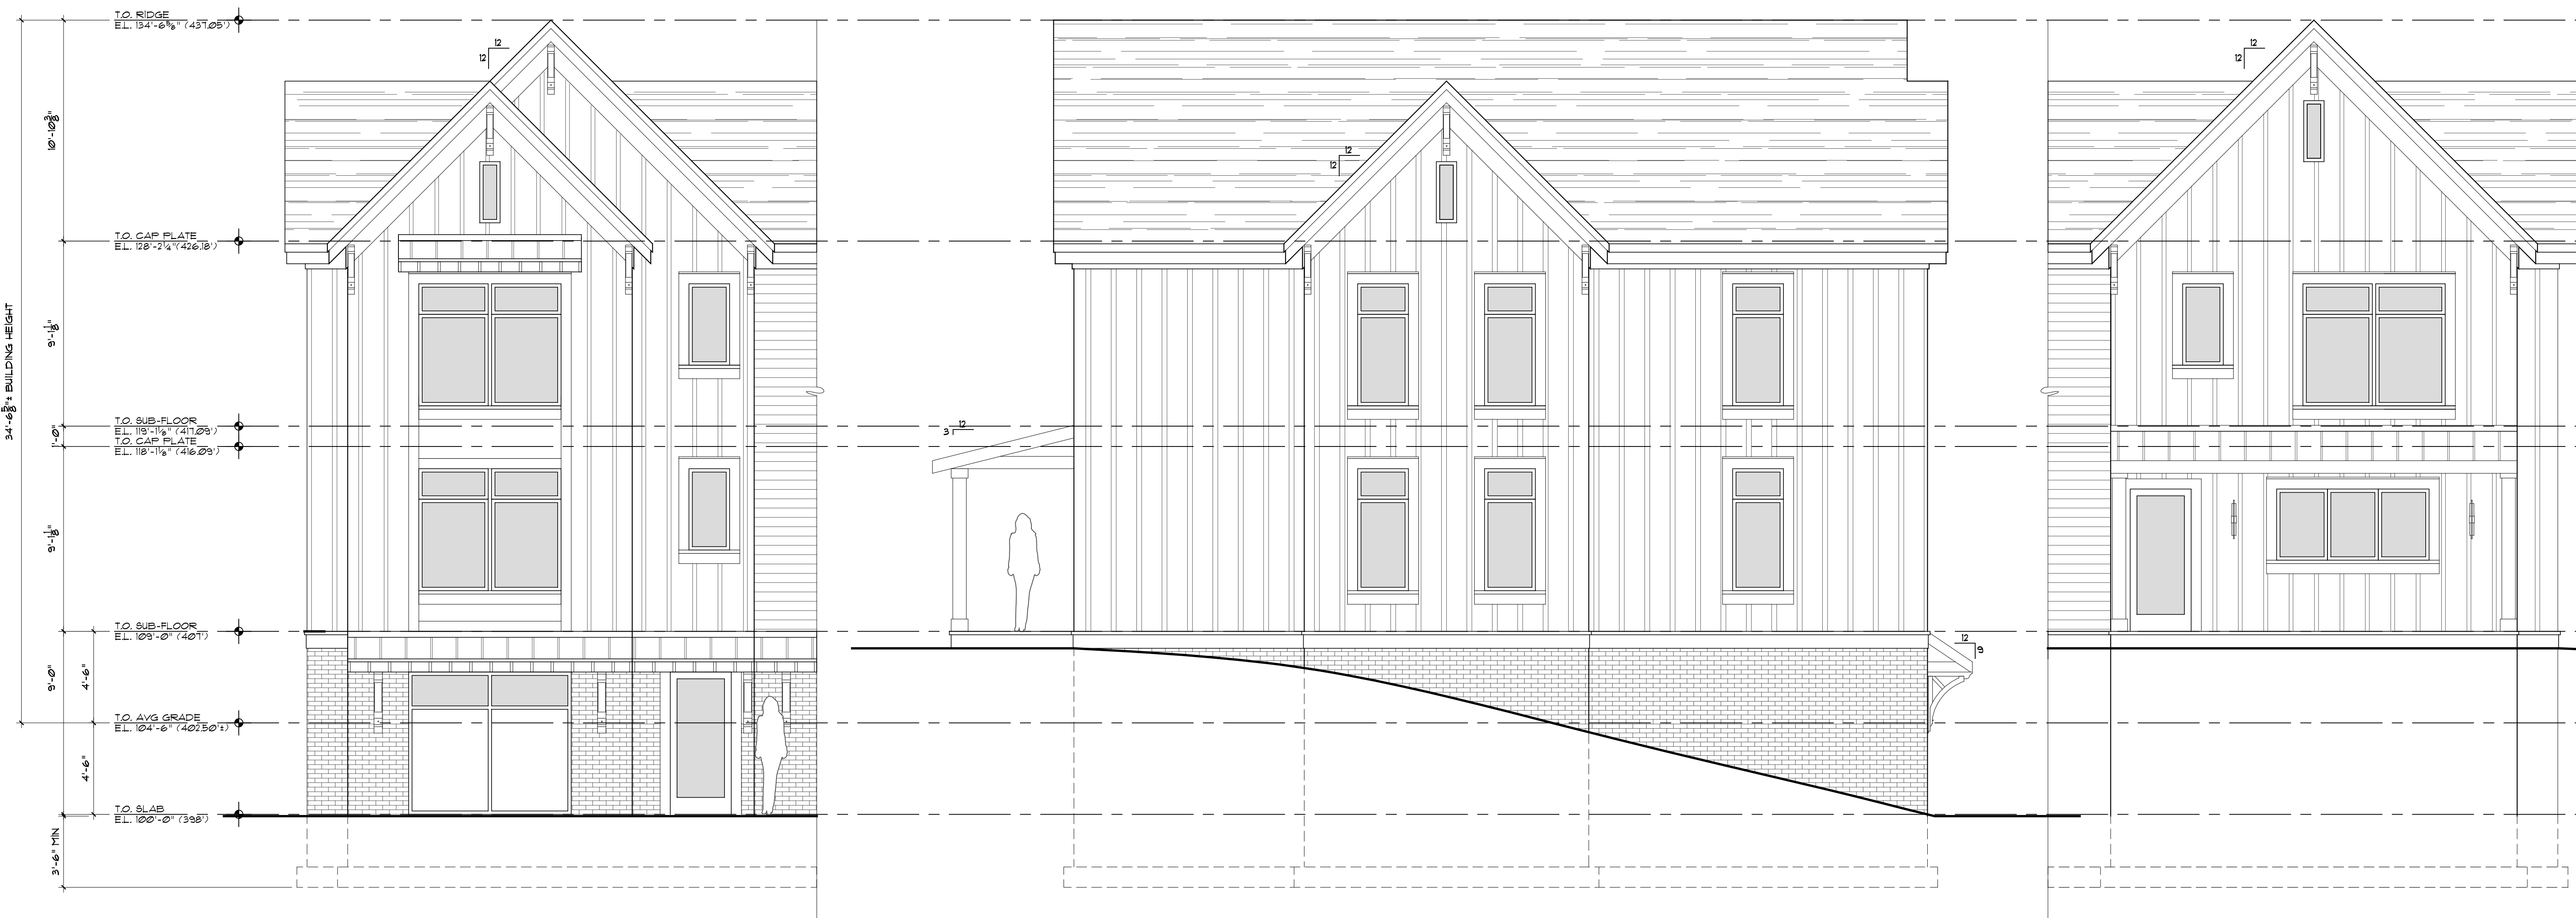 T.O. RIDGE
E.L. 134'-6⅝" (437.05')
12
12
12
12
12
12
10'-10⅜"
T.O. CAP PLATE
E.L. 128'-2¼" (426.18')
34'-6⅝"± BUILDING HEIGHT
9'-1⅛"
T.O. SUB-FLOOR
E.L. 119'-1⅛" (417.09')
1'-0"
T.O. CAP PLATE
E.L. 118'-1⅛" (416.09')
12
3
9'-1⅛"
T.O. SUB-FLOOR
E.L. 109'-0" (407')
12
9
9'-0"
4'-6"
T.O. AVG GRADE
E.L. 104'-6" (402.50'±)
4'-6"
T.O. SLAB
E.L. 100'-0" (398')
3'-6" MIN